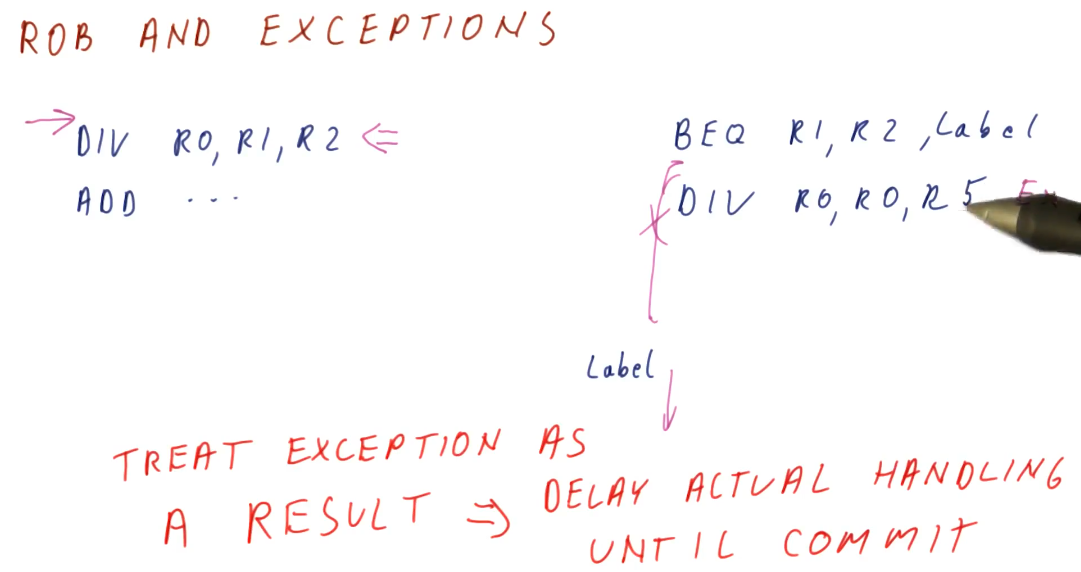 ROB AND EXCEPTIONS
→ DIV R0, R1, R2 ⇐
ADD ...
BEQ R1, R2, Label
DIV R0, R0, R5
Label
TREAT EXCEPTION AS
A RESULT ⇒ DELAY ACTUAL HANDLING
UNTIL COMMIT